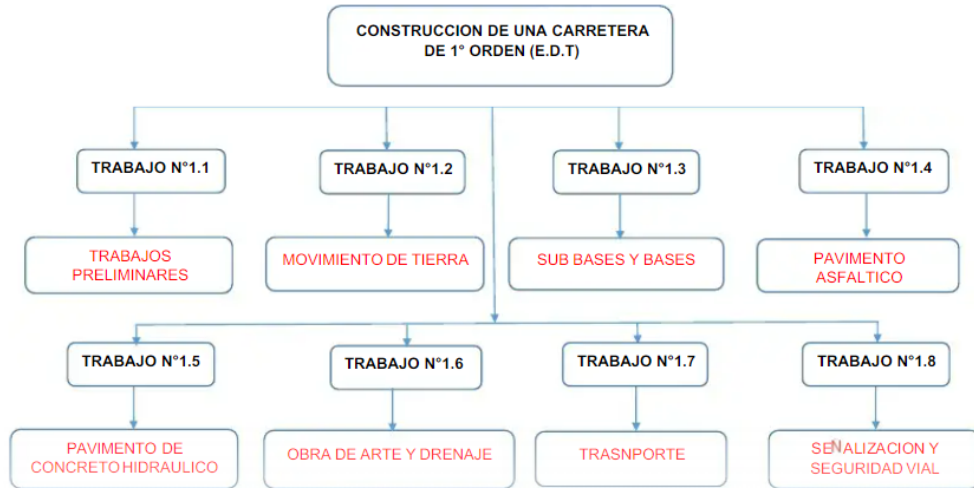 CONSTRUCCION DE UNA CARRETERA
DE 1° ORDEN (E.D.T)
TRABAJO N°1.1
TRABAJO N°1.2
TRABAJO N°1.3
TRABAJO N°1.4
TRABAJOS
PRELIMINARES
MOVIMIENTO DE TIERRA
SUB BASES Y BASES
PAVIMENTO
ASFALTICO
TRABAJO N°1.5
TRABAJO N°1.6
TRABAJO N°1.7
TRABAJO N°1.8
PAVIMENTO DE
CONCRETO HIDRAULICO
OBRA DE ARTE Y DRENAJE
TRASNPORTE
SEÑALIZACION Y
SEGURIDAD VIAL